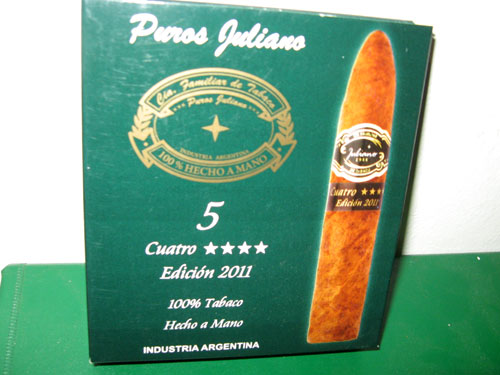 Puros Juliano
Cia. Familiar de Tabaco
Puros Juliano
INDUSTRIA ARGENTINA
100% HECHO A MANO
5
Cuatro ★★★★
Edición 2011
100% Tabaco
Hecho a Mano
INDUSTRIA ARGENTINA
Juliano
Cuatro ★★★★
Edición 2011